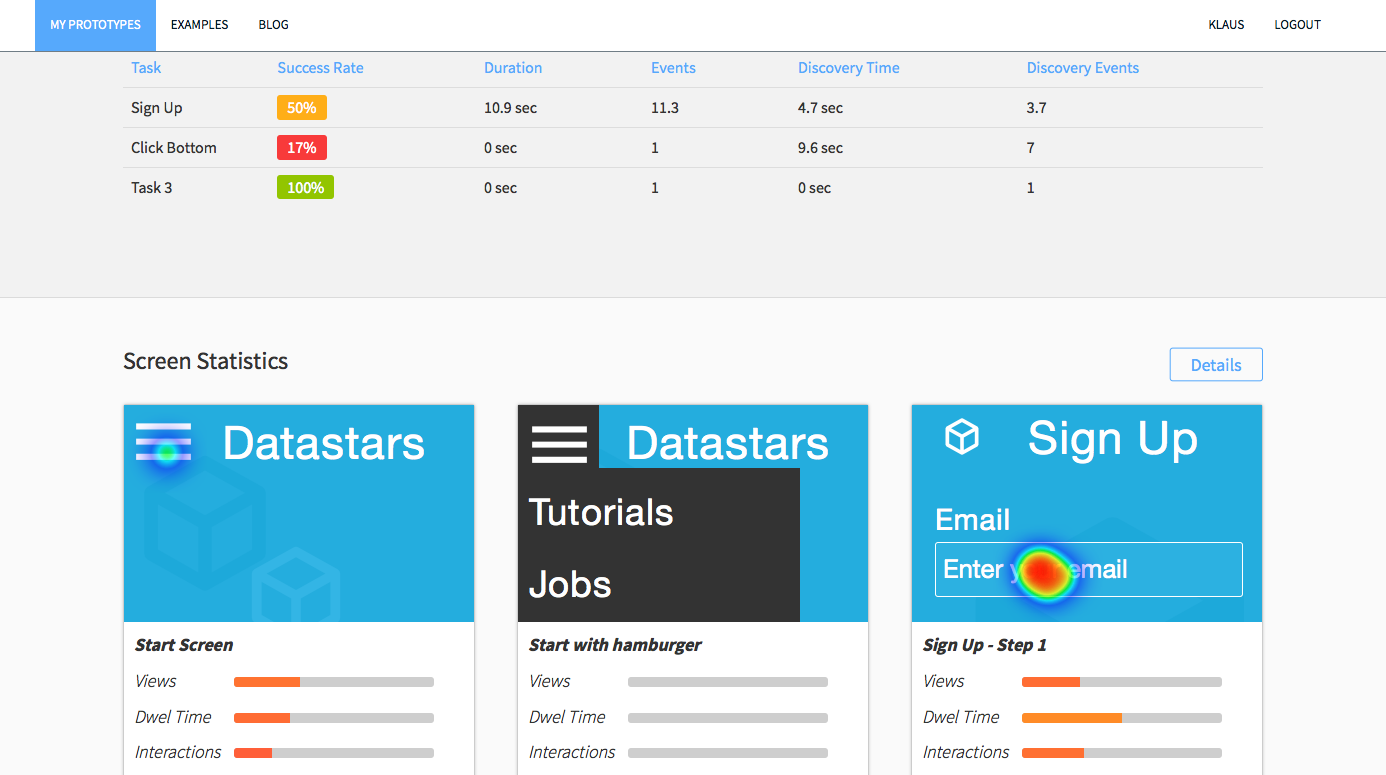 MY PROTOTYPES EXAMPLES BLOG KLAUS LOGOUT
Task Success Rate Duration Events Discovery Time Discovery Events
Sign Up 50% 10.9 sec 11.3 4.7 sec 3.7
Click Bottom 17% 0 sec 1 9.6 sec 7
Task 3 100% 0 sec 1 0 sec 1
Screen Statistics Details
Datastars
Start Screen
Views
Dwel Time
Interactions
Datastars
Tutorials
Jobs
Start with hamburger
Views
Dwel Time
Interactions
Sign Up
Email
Enter your email
Sign Up - Step 1
Views
Dwel Time
Interactions